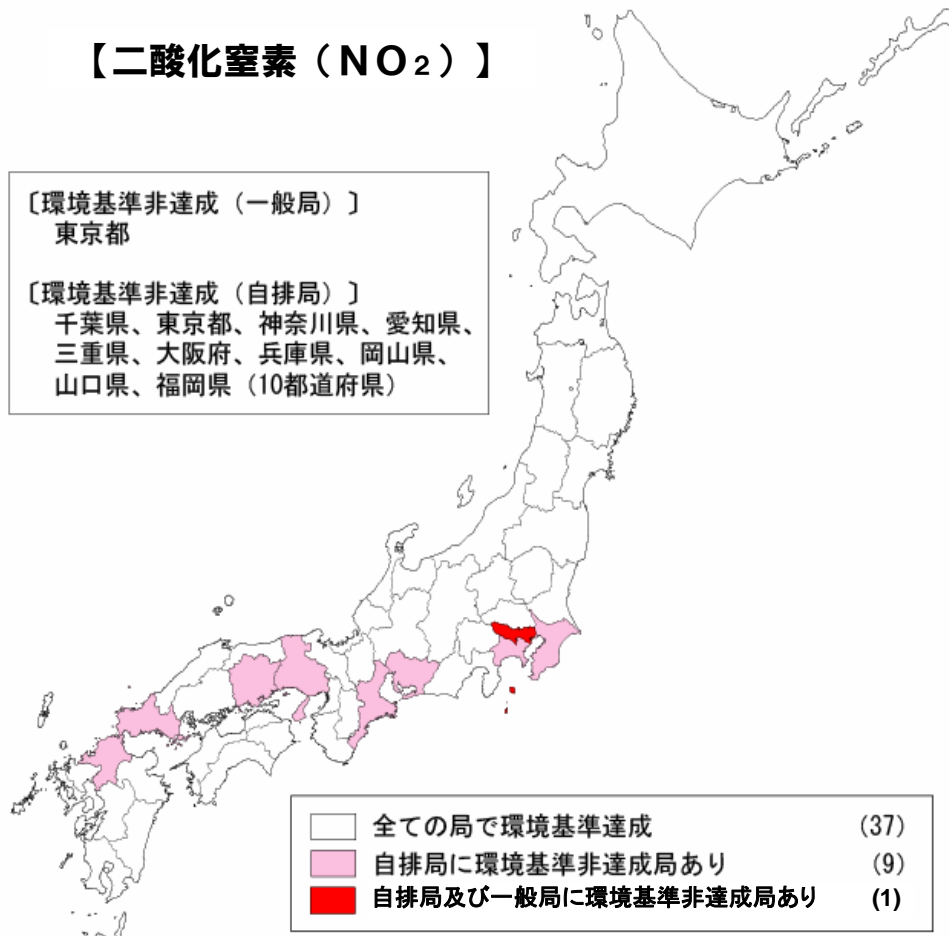 【二酸化窒素（ＮＯ₂）】
〔環境基準非達成（一般局）〕
東京都
〔環境基準非達成（自排局）〕
千葉県、東京都、神奈川県、愛知県、
三重県、大阪府、兵庫県、岡山県、
山口県、福岡県（10都道府県）
全ての局で環境基準達成 (37)
自排局に環境基準非達成局あり (9)
自排局及び一般局に環境基準非達成局あり (1)